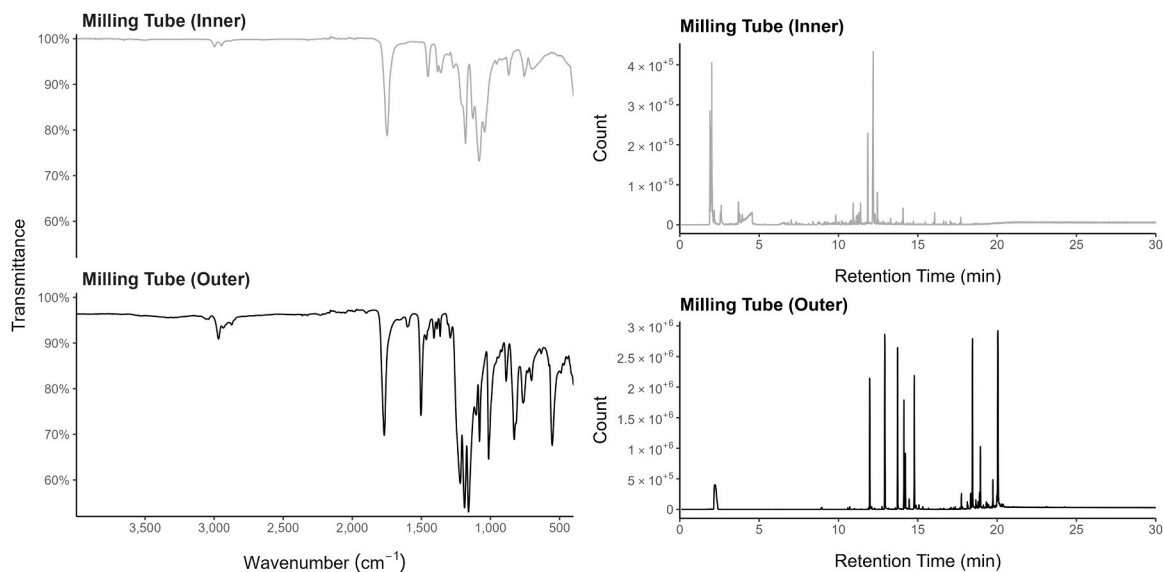 Milling Tube (Inner)
100%
90%
80%
70%
60%
Milling Tube (Outer)
100%
90%
80%
70%
60%
3,500 3,000 2,500 2,000 1,500 1,000 500
Transmittance
Wavenumber (cm⁻¹)
Milling Tube (Inner)
4 × 10⁺⁵
3 × 10⁺⁵
2 × 10⁺⁵
1 × 10⁺⁵
0
Count
0 5 10 15 20 25 30
Retention Time (min)
Milling Tube (Outer)
3 × 10⁺⁶
2.5 × 10⁺⁶
2 × 10⁺⁶
1.5 × 10⁺⁶
1 × 10⁺⁶
5 × 10⁺⁵
0
Count
0 5 10 15 20 25 30
Retention Time (min)